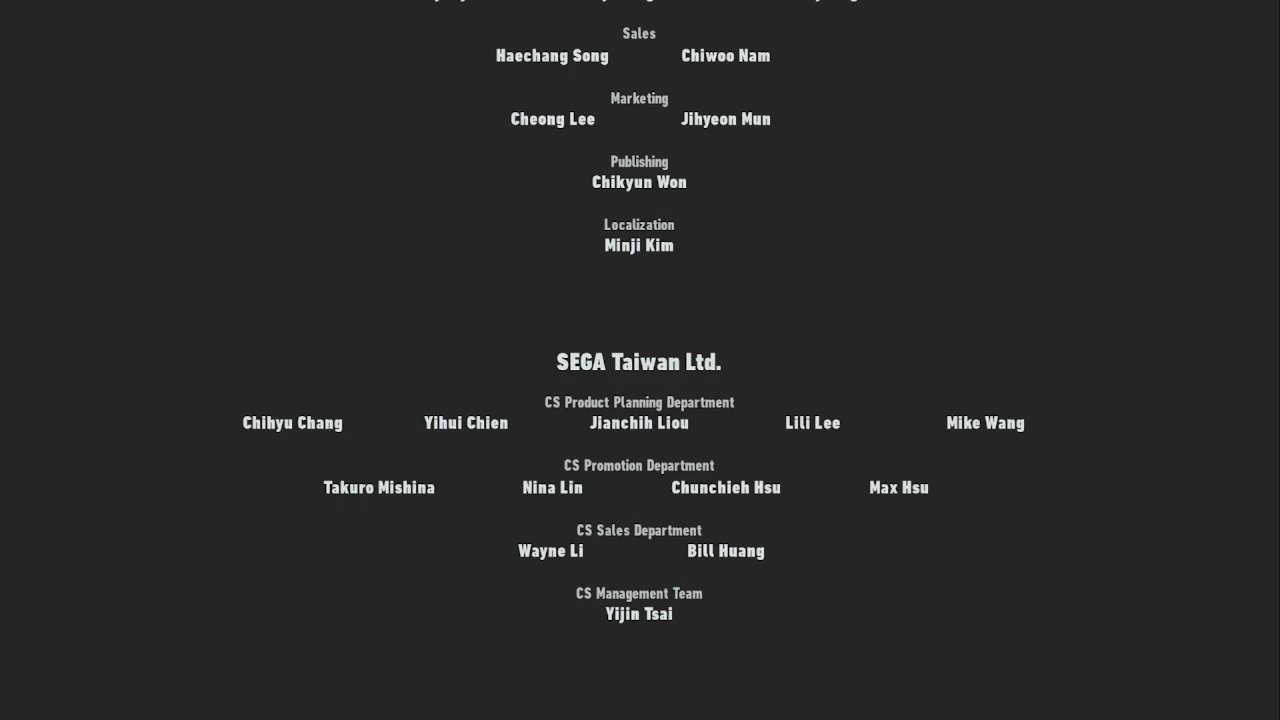 Sales
Haechang Song Chiwoo Nam
Marketing
Cheong Lee Jihyeon Mun
Publishing
Chikyun Won
Localization
Minji Kim
SEGA Taiwan Ltd.
CS Product Planning Department
Chihyu Chang Yihui Chien Jianchih Liou Lili Lee Mike Wang
CS Promotion Department
Takuro Mishina Nina Lin Chunchieh Hsu Max Hsu
CS Sales Department
Wayne Li Bill Huang
CS Management Team
Yijin Tsai